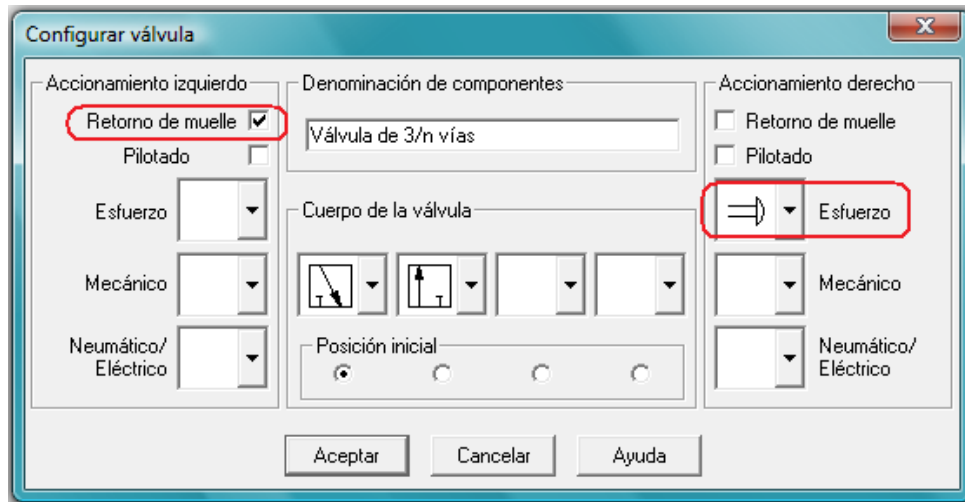 Configurar válvula
Accionamiento izquierdo
Retorno de muelle
Pilotado
Esfuerzo
Mecánico
Neumático/
Eléctrico
Denominación de componentes
Válvula de 3/n vías
Cuerpo de la válvula
Posición inicial
Accionamiento derecho
Retorno de muelle
Pilotado
Esfuerzo
Mecánico
Neumático/
Eléctrico
Aceptar
Cancelar
Ayuda